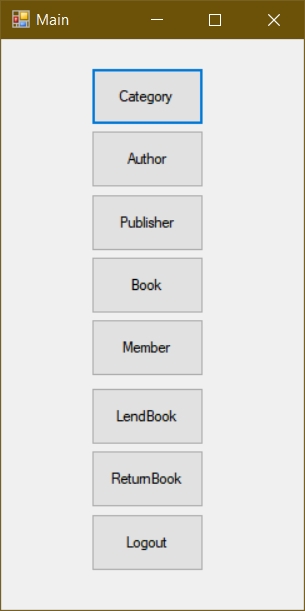 Main
Category
Author
Publisher
Book
Member
LendBook
ReturnBook
Logout